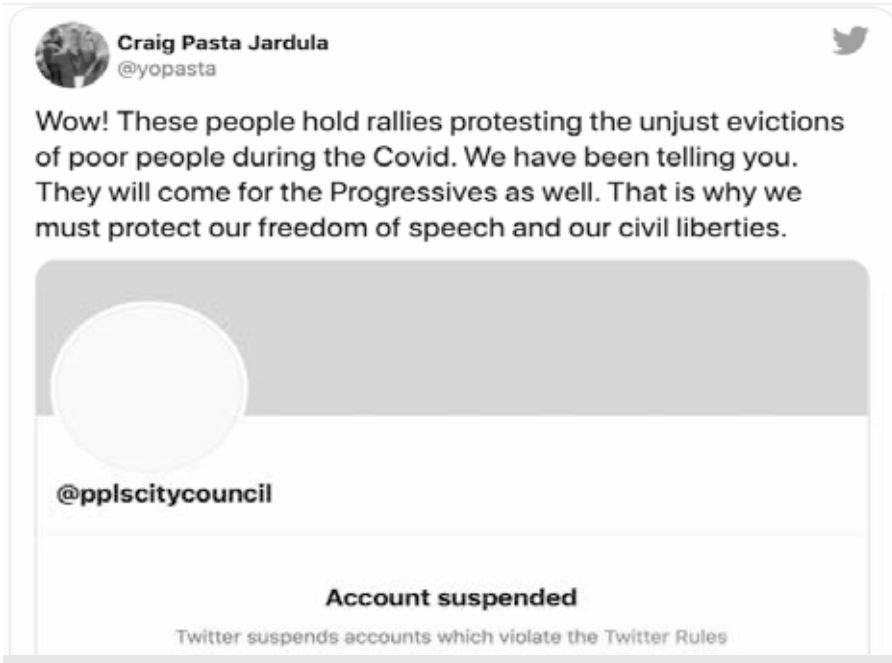 Craig Pasta Jardula
@yopasta
Wow! These people hold rallies protesting the unjust evictions
of poor people during the Covid. We have been telling you.
They will come for the Progressives as well. That is why we
must protect our freedom of speech and our civil liberties.
@pplscitycouncil
Account suspended
Twitter suspends accounts which violate the Twitter Rules